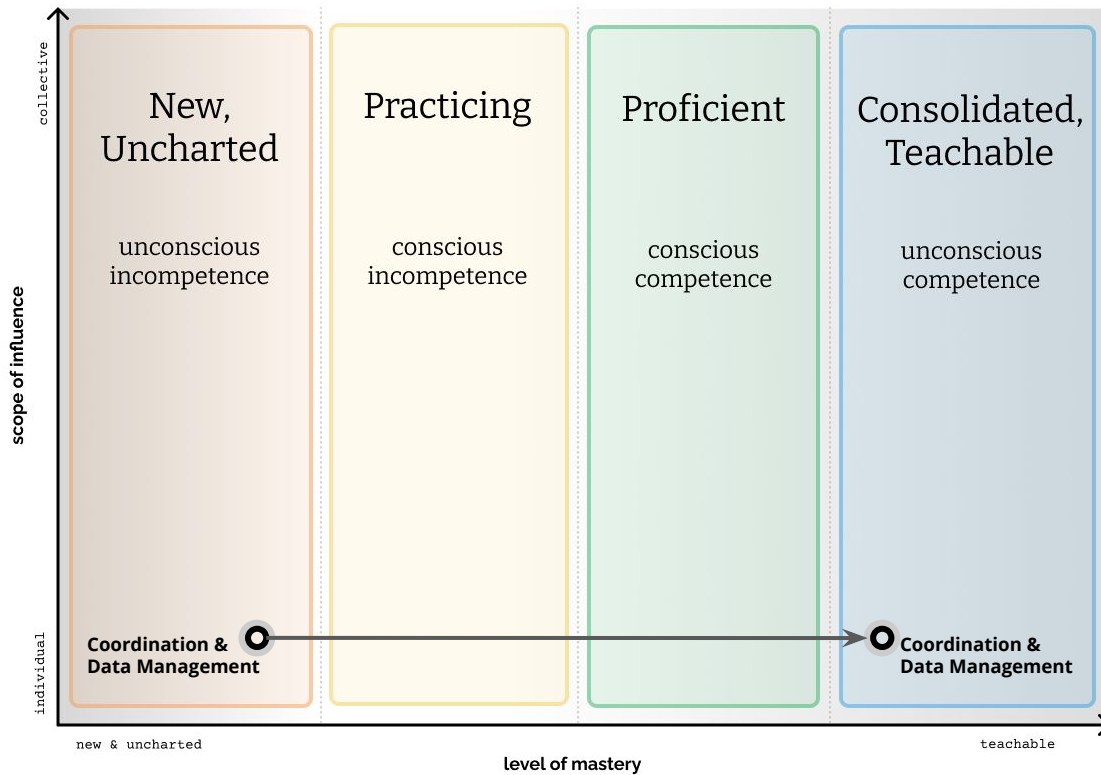 collective
New,
Uncharted
Practicing
Proficient
Consolidated,
Teachable
unconscious
incompetence
conscious
incompetence
conscious
competence
unconscious
competence
scope of influence
individual
Coordination &
Data Management
Coordination &
Data Management
new & uncharted
teachable
level of mastery